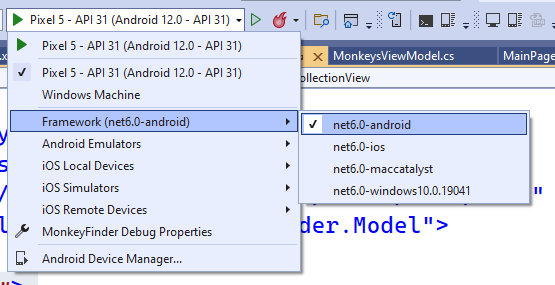 Pixel 5 - API 31 (Android 12.0 - API 31)
.x
MonkeysViewModel.cs
MainPage
Pixel 5 - API 31 (Android 12.0 - API 31)
ollectionView
Pixel 5 - API 31 (Android 12.0 - API 31)
Windows Machine
Framework (net6.0-android)
net6.0-android
Android Emulators
net6.0-ios
iOS Local Devices
net6.0-maccatalyst
iOS Simulators
net6.0-windows10.0.19041
"
iOS Remote Devices
der.Model">
MonkeyFinder Debug Properties
Android Device Manager...
">